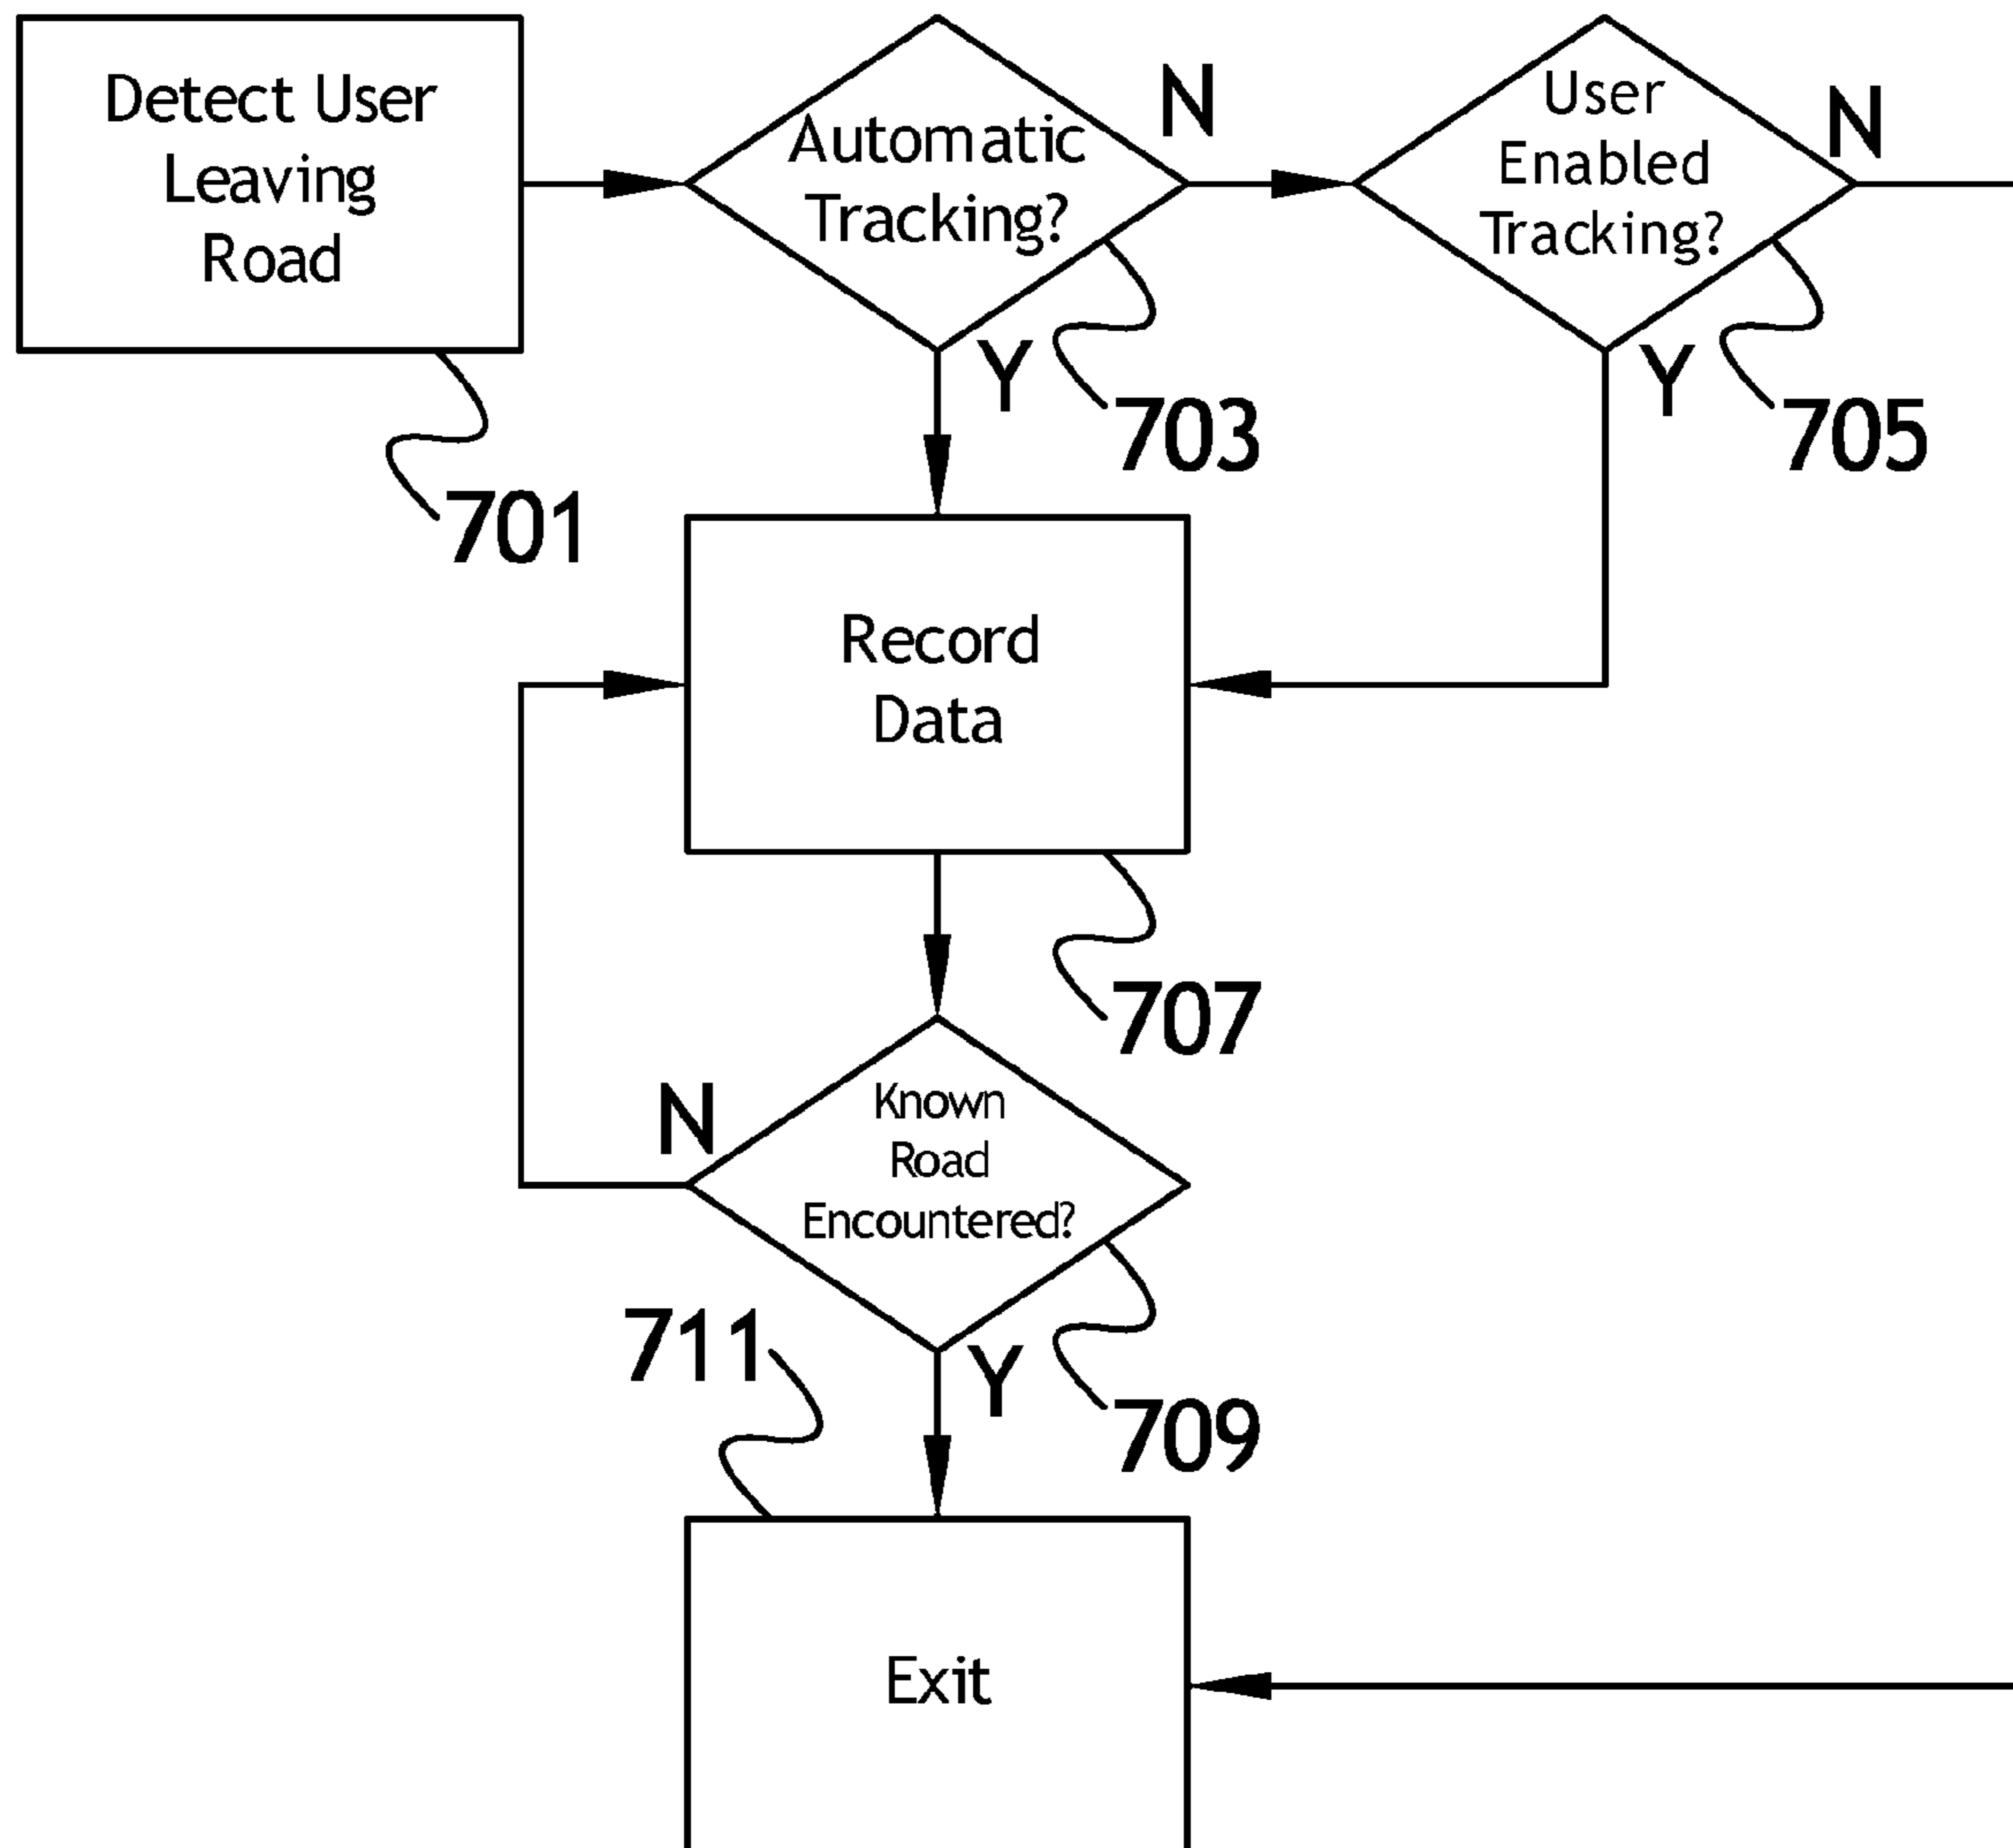 Detect User
Leaving
Road
701
Automatic
Tracking?
N
Y
703
User
Enabled
Tracking?
N
Y
705
Record
Data
707
Known
Road
Encountered?
N
Y
709
711
Exit